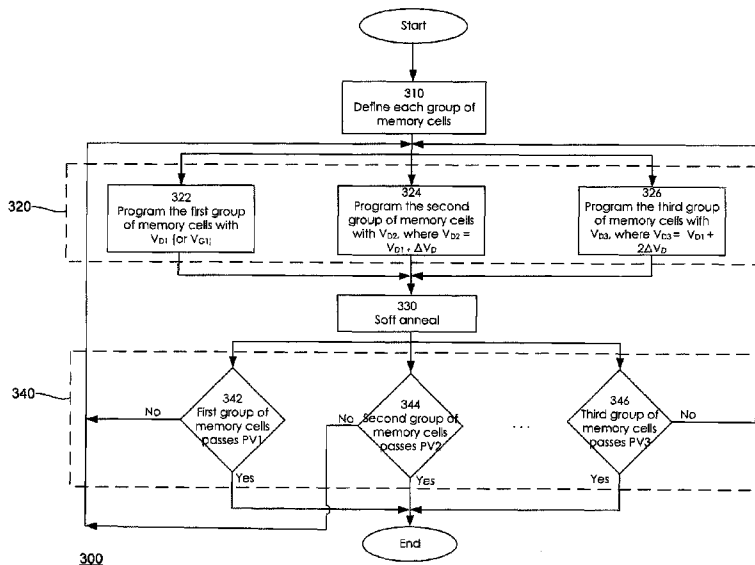 Start
310
Define each group of
memory cells
320
322
Program the first group
of memory cells with
VD1 (or VG1)
324
Program the second
group of memory cells
with VD2, where VD2 =
VD1 + ΔVD
326
Program the third group
of memory cells with
VD3, where VD3 = VD1 +
2ΔVD
330
Soft anneal
340
342
First group of
memory cells
passes PV1
No
Yes
344
Second group of
memory cells
passes PV2
No
Yes
...
346
Third group of
memory cells
passes PV3
No
Yes
End
300